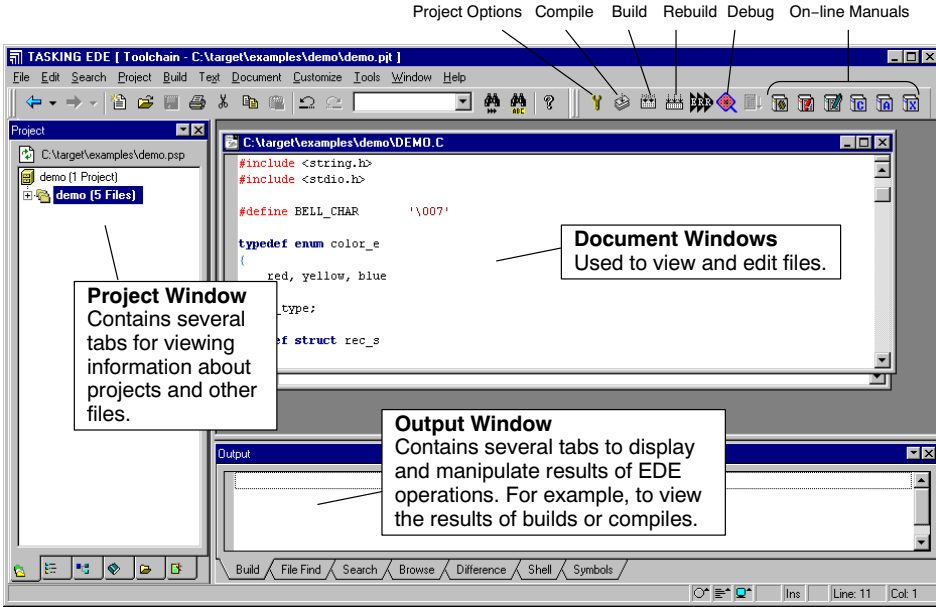 Project Options Compile Build Rebuild Debug On-line Manuals
TASKING EDE [ Toolchain - C:\target\examples\demo\demo.pjt ]
File Edit Search Project Build Text Document Customize Tools Window Help
Project
C:\target\examples\demo.psp
demo (1 Project)
demo (5 Files)
C:\target\examples\demo\DEMO.C
#include <string.h>
#include <stdio.h>
#define BELL_CHAR '\007'
typedef enum color_e
{
red, yellow, blue
_type;
ef struct rec_s
Document Windows
Used to view and edit files.
Project Window
Contains several
tabs for viewing
information about
projects and other
files.
Output Window
Contains several tabs to display
and manipulate results of EDE
operations. For example, to view
the results of builds or compiles.
Output
Build File Find Search Browse Difference Shell Symbols
Ins Line: 11 Col: 1